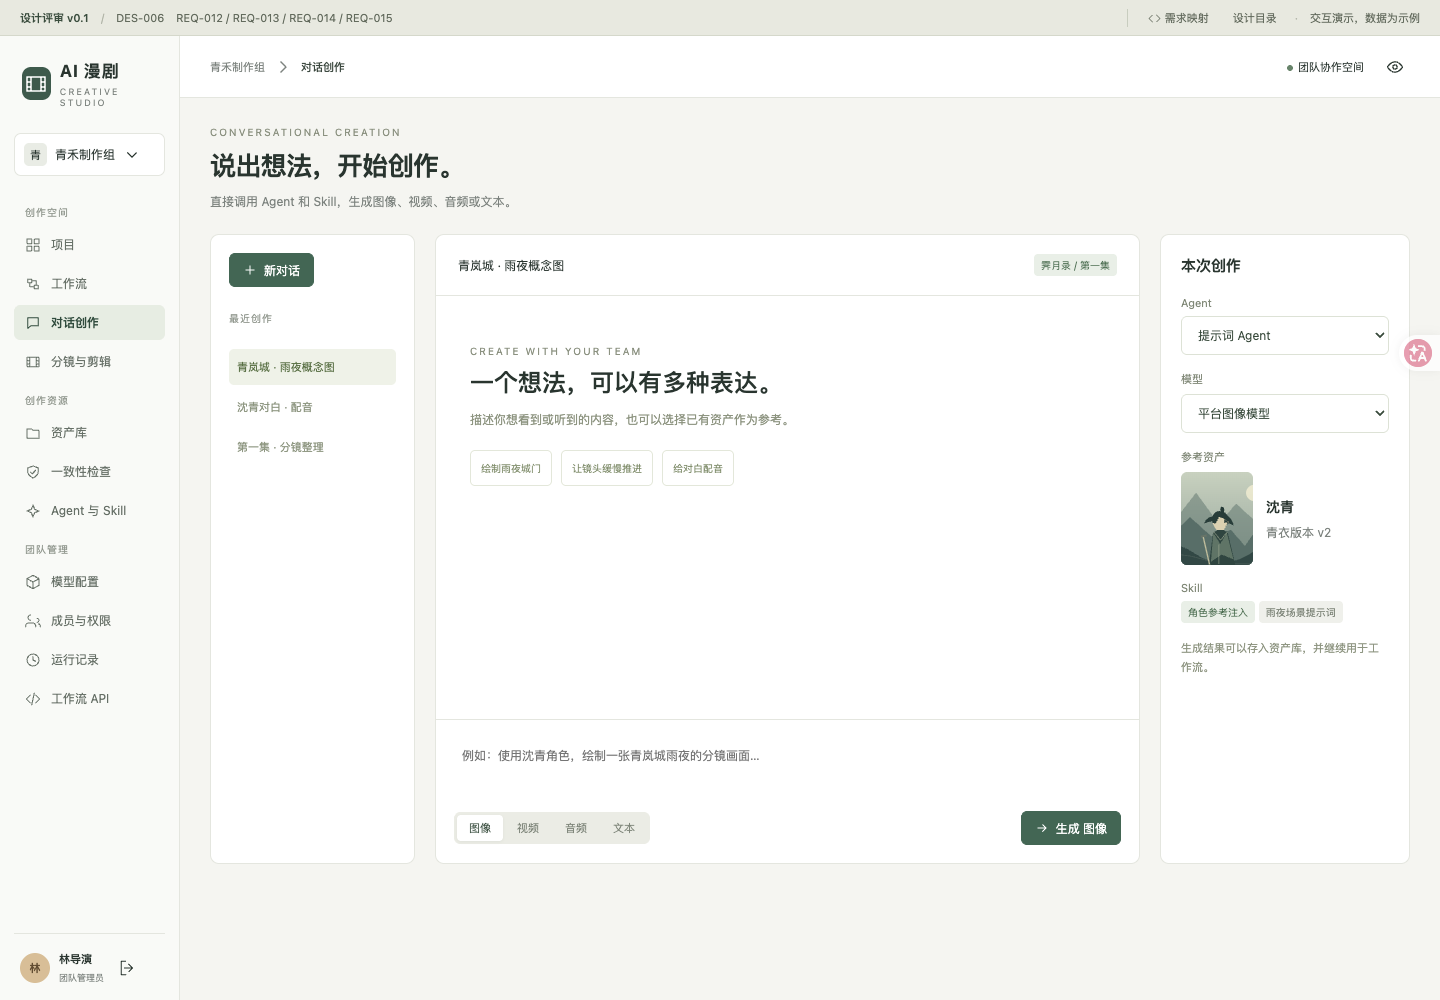 设计评审 v0.1 / DES-006 REQ-012 / REQ-013 / REQ-014 / REQ-015
需求映射 设计目录 · 交互演示，数据为示例
AI 漫剧
CREATIVE
STUDIO
青 青禾制作组
创作空间
项目
工作流
对话创作
分镜与剪辑
创作资源
资产库
一致性检查
Agent 与 Skill
团队管理
模型配置
成员与权限
运行记录
工作流 API
林
林导演
团队管理员
青禾制作组 对话创作
团队协作空间
CONVERSATIONAL CREATION
说出想法，开始创作。
直接调用 Agent 和 Skill，生成图像、视频、音频或文本。
新对话
最近创作
青岚城 · 雨夜概念图
沈青对白 · 配音
第一集 · 分镜整理
青岚城 · 雨夜概念图
霁月录 / 第一集
CREATE WITH YOUR TEAM
一个想法，可以有多种表达。
描述你想看到或听到的内容，也可以选择已有资产作为参考。
绘制雨夜城门 让镜头缓慢推进 给对白配音
例如：使用沈青角色，绘制一张青岚城雨夜的分镜画面...
图像 视频 音频 文本
生成 图像
本次创作
Agent
提示词 Agent
模型
平台图像模型
参考资产
沈青
青衣版本 v2
Skill
角色参考注入 雨夜场景提示词
生成结果可以存入资产库，并继续用于工
作流。